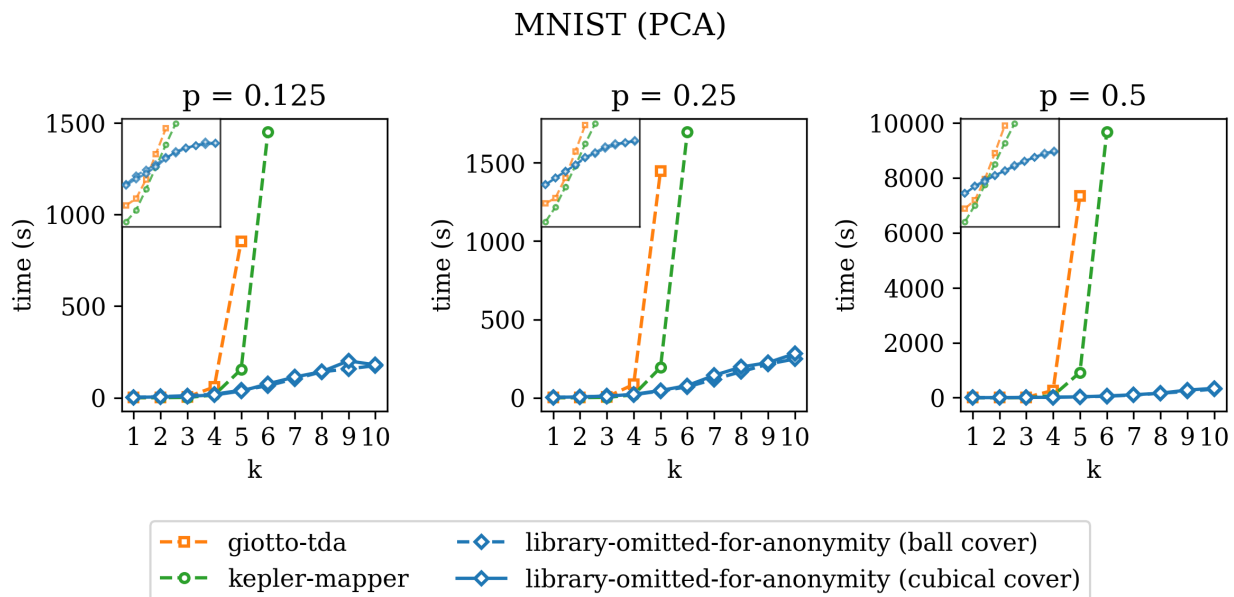 MNIST (PCA)
p = 0.125
p = 0.25
p = 0.5
time (s)
1500
1000
500
0
1 2 3 4 5 6 7 8 9 10
k
time (s)
1500
1000
500
0
1 2 3 4 5 6 7 8 9 10
k
time (s)
10000
8000
6000
4000
2000
0
1 2 3 4 5 6 7 8 9 10
k
giotto-tda
kepler-mapper
library-omitted-for-anonymity (ball cover)
library-omitted-for-anonymity (cubical cover)